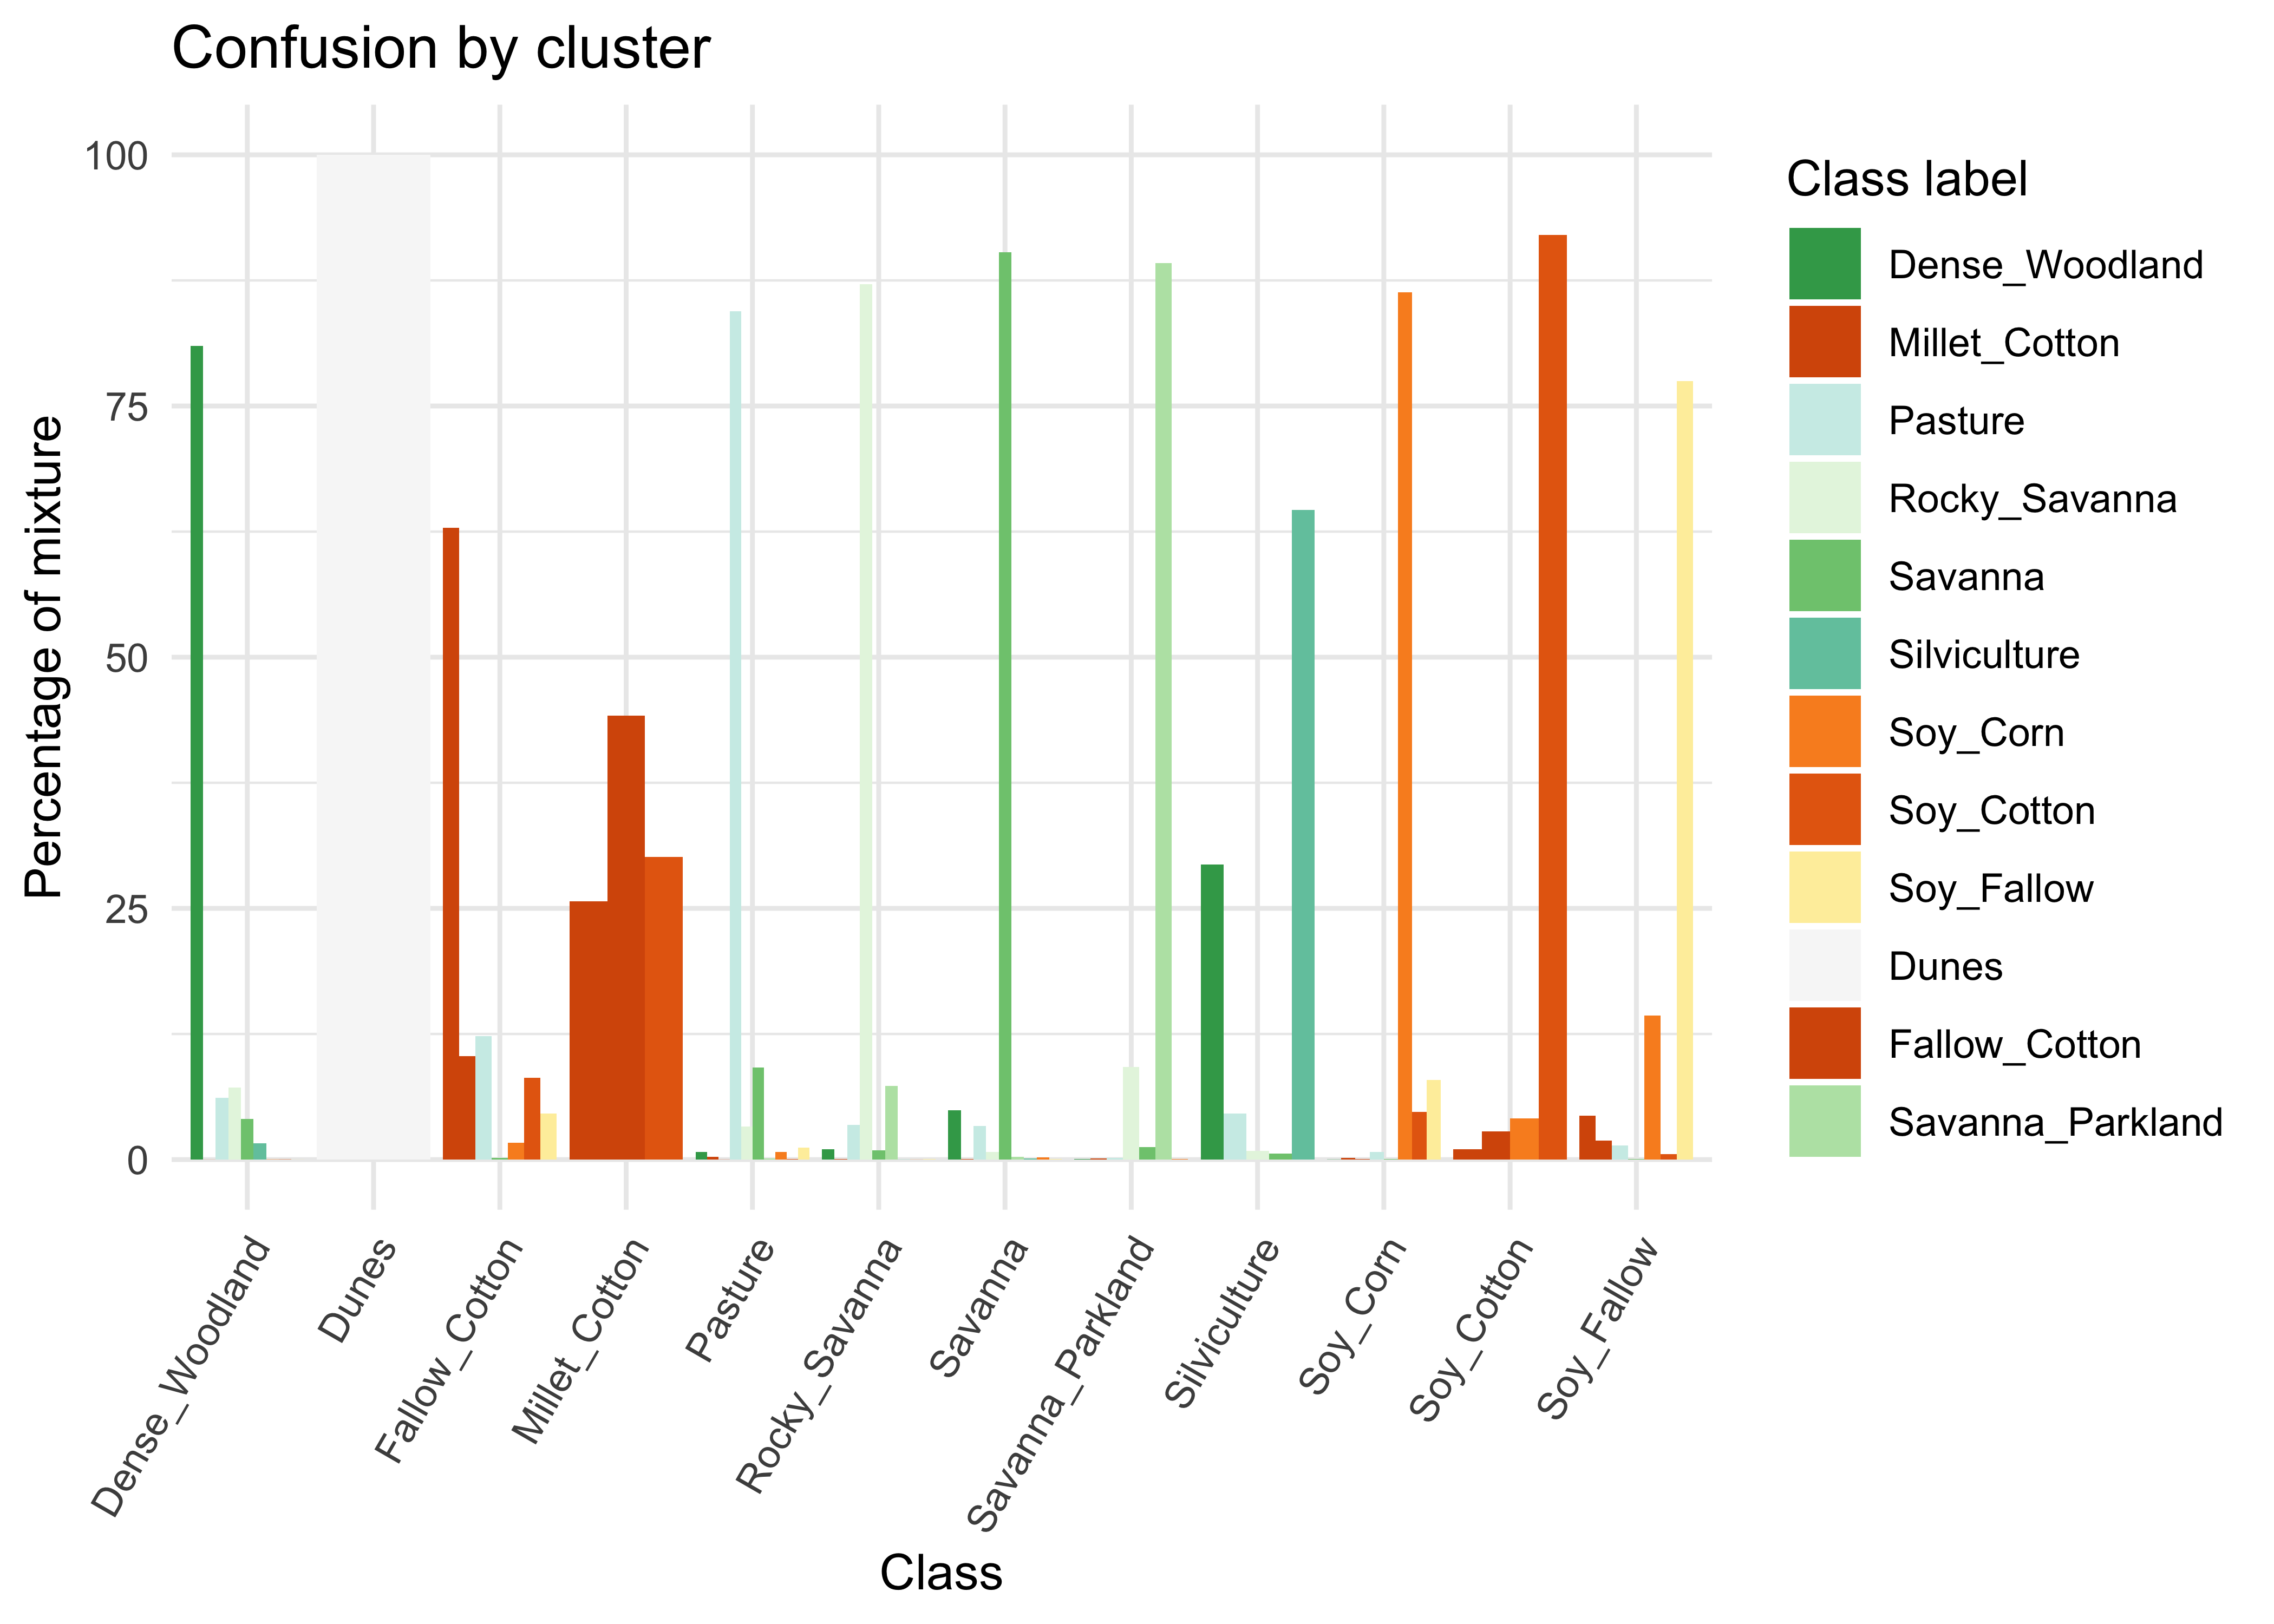 Confusion by cluster
Percentage of mixture
100
75
50
25
0
Dense_Woodland
Dunes
Fallow_Cotton
Millet_Cotton
Pasture
Rocky_Savanna
Savanna
Savanna_Parkland
Silviculture
Soy_Corn
Soy_Cotton
Soy_Fallow
Class
Class label
Dense_Woodland
Millet_Cotton
Pasture
Rocky_Savanna
Savanna
Silviculture
Soy_Corn
Soy_Cotton
Soy_Fallow
Dunes
Fallow_Cotton
Savanna_Parkland